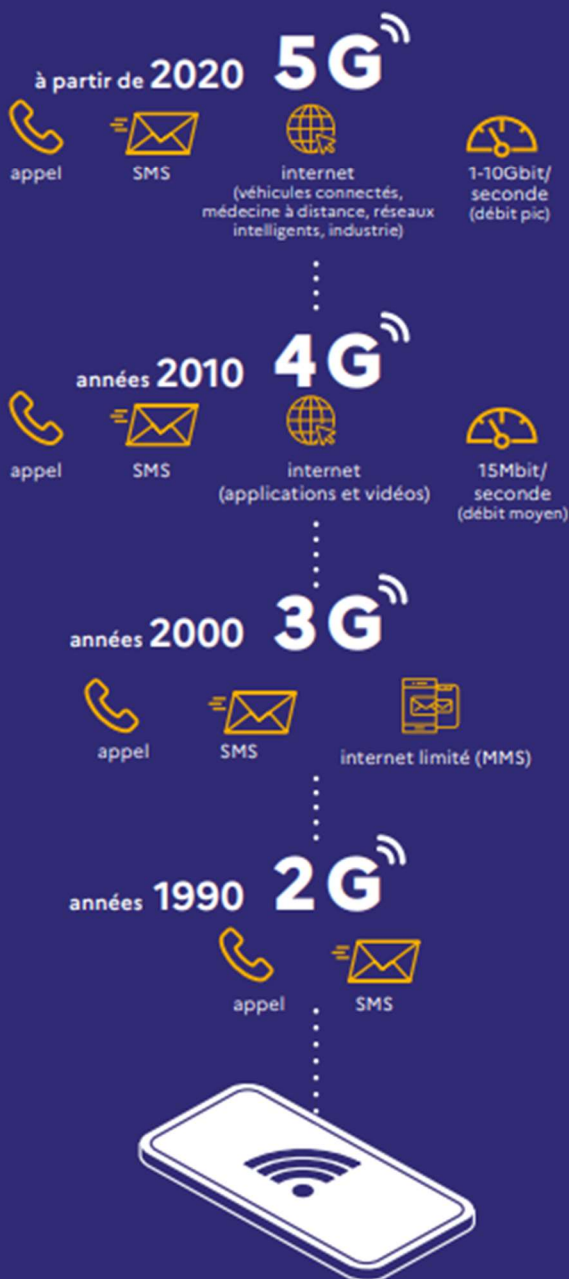 à partir de 2020 5G
appel
SMS
internet
(véhicules connectés,
médecine à distance, réseaux
intelligents, industrie)
1-10Gbit/
seconde
(débit pic)
années 2010 4G
appel
SMS
internet
(applications et vidéos)
15Mbit/
seconde
(débit moyen)
années 2000 3G
appel
SMS
internet limité (MMS)
années 1990 2G
appel
SMS